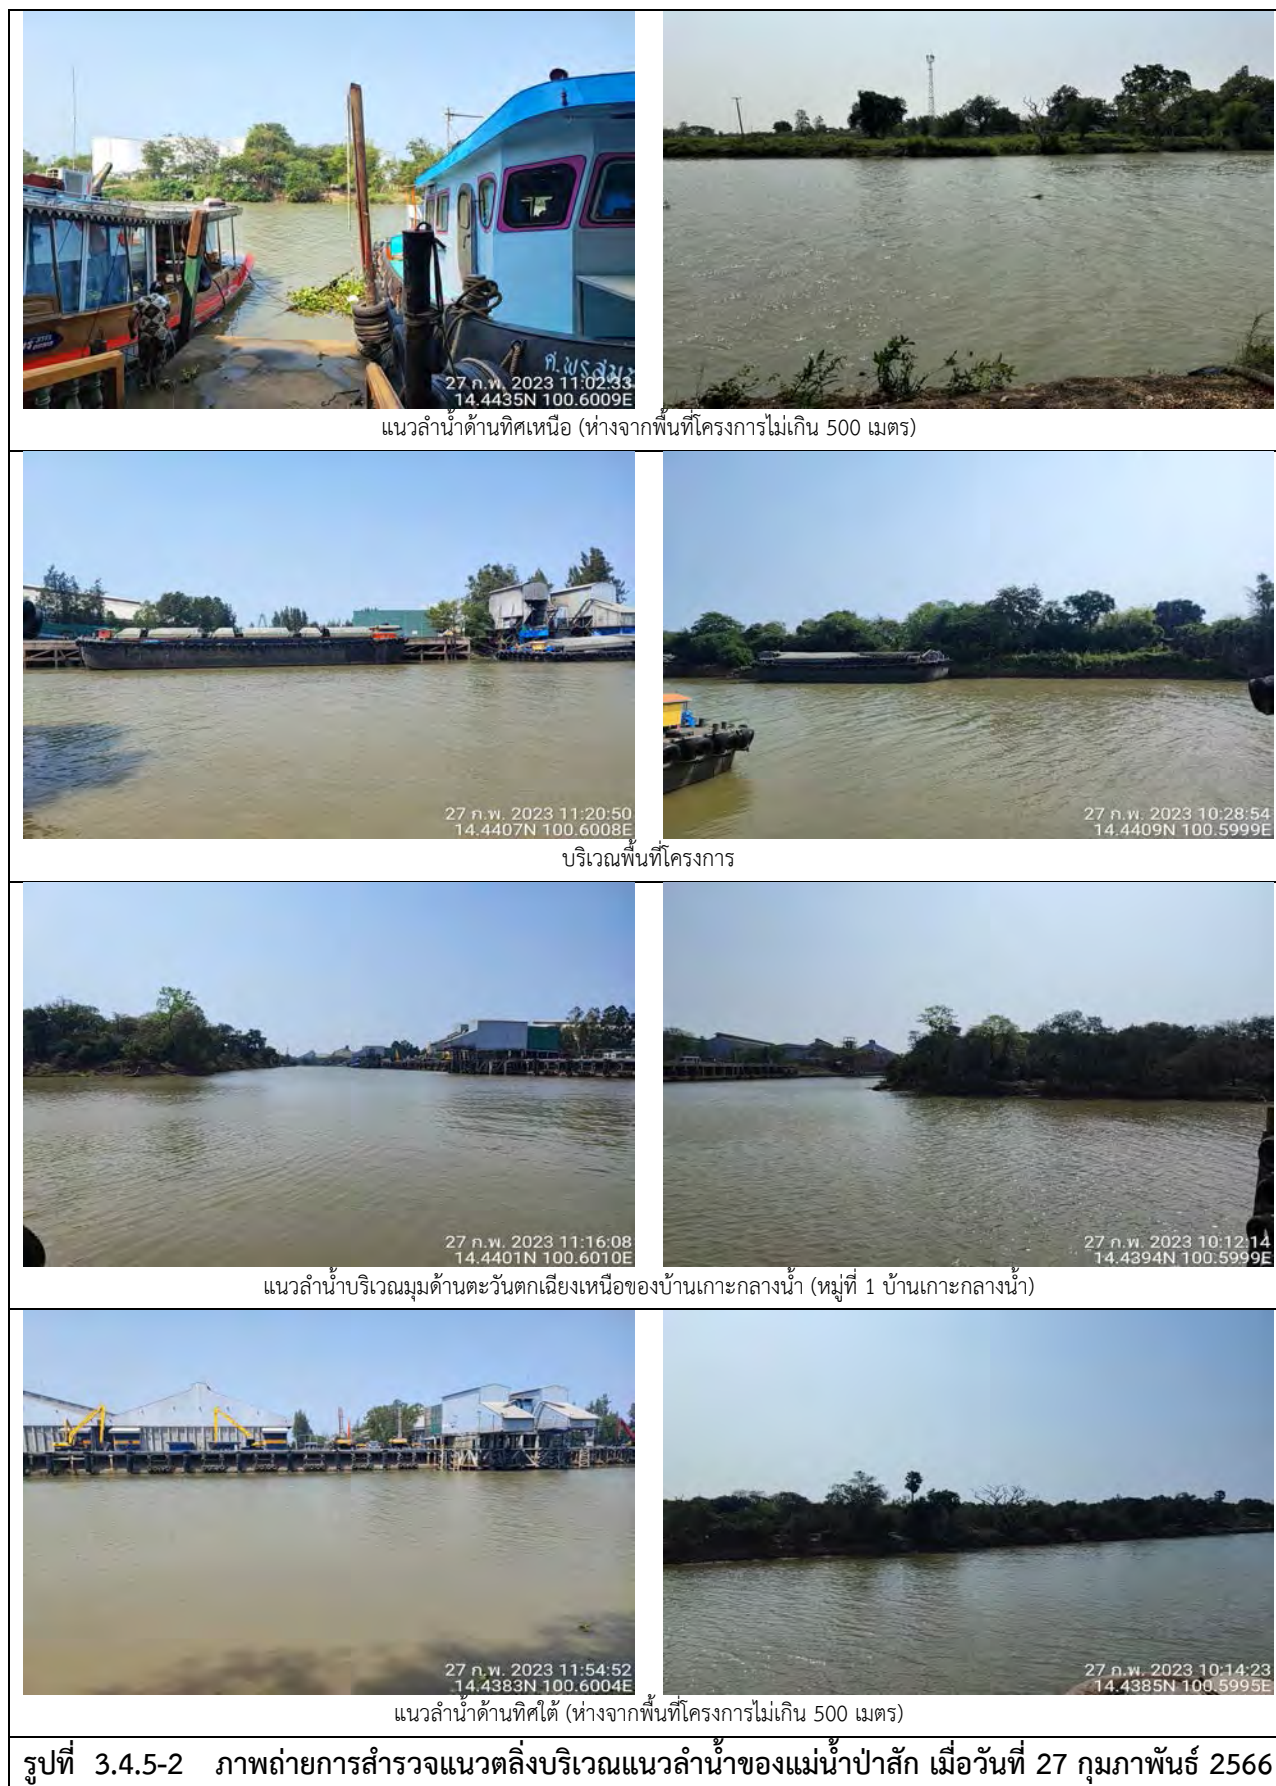 ศ.พรสม
27 ก.พ. 2023 11:02:33
14.4435N 100.6009E
แนวลำน้ำด้านทิศเหนือ (ห่างจากพื้นที่โครงการไม่เกิน 500 เมตร)
27 ก.พ. 2023 11:20:50
14.4407N 100.6008E
27 ก.พ. 2023 10:28:54
14.4409N 100.5999E
บริเวณพื้นที่โครงการ
27 ก.พ. 2023 11:16:08
14.4401N 100.6010E
27 ก.พ. 2023 10:12:14
14.4394N 100.5999E
แนวลำน้ำบริเวณมุมด้านตะวันตกเฉียงเหนือของบ้านเกาะกลางน้ำ (หมู่ที่ 1 บ้านเกาะกลางน้ำ)
27 ก.พ. 2023 11:54:52
14.4383N 100.6004E
27 ก.พ. 2023 10:14:23
14.4385N 100.5995E
แนวลำน้ำด้านทิศใต้ (ห่างจากพื้นที่โครงการไม่เกิน 500 เมตร)
รูปที่ 3.4.5-2 ภาพถ่ายการสำรวจแนวตลิ่งบริเวณแนวลำน้ำของแม่น้ำป่าสัก เมื่อวันที่ 27 กุมภาพันธ์ 2566